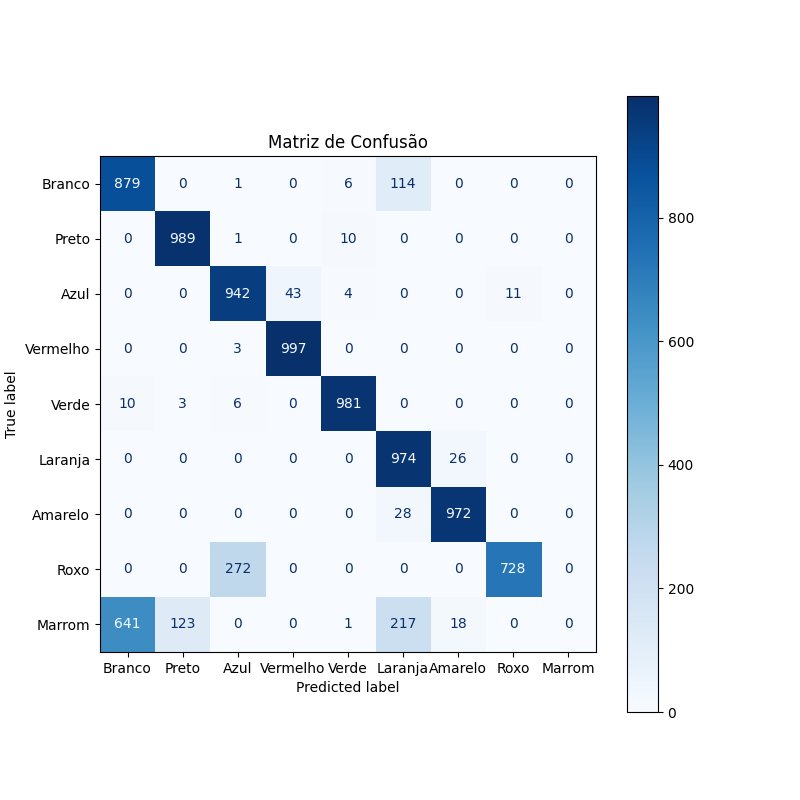 Matriz de Confusão
Branco 879 0 1 0 6 114 0 0 0
Preto 0 989 1 0 10 0 0 0 0
Azul 0 0 942 43 4 0 0 11 0
Vermelho 0 0 3 997 0 0 0 0 0
Verde 10 3 6 0 981 0 0 0 0
Laranja 0 0 0 0 0 974 26 0 0
Amarelo 0 0 0 0 0 28 972 0 0
Roxo 0 0 272 0 0 0 0 728 0
Marrom 641 123 0 0 1 217 18 0 0
Branco Preto Azul Vermelho Verde Laranja Amarelo Roxo Marrom
Predicted label
True label
800
600
400
200
0